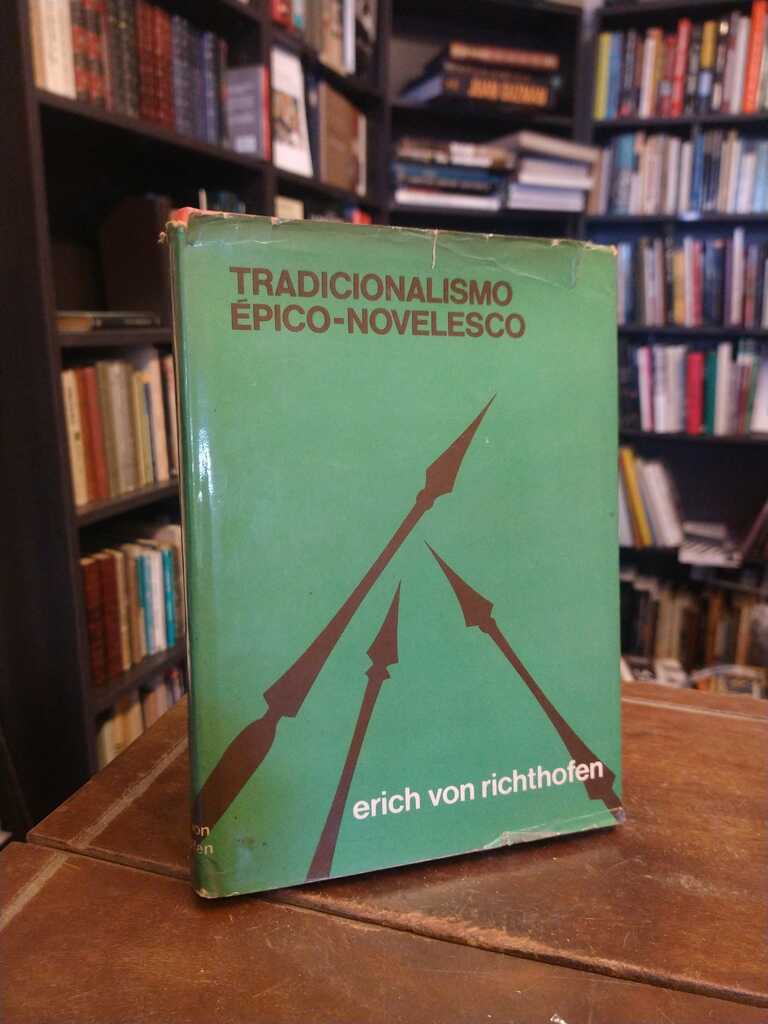 TRADICIONALISMO
ÉPICO-NOVELESCO
erich von richthofen